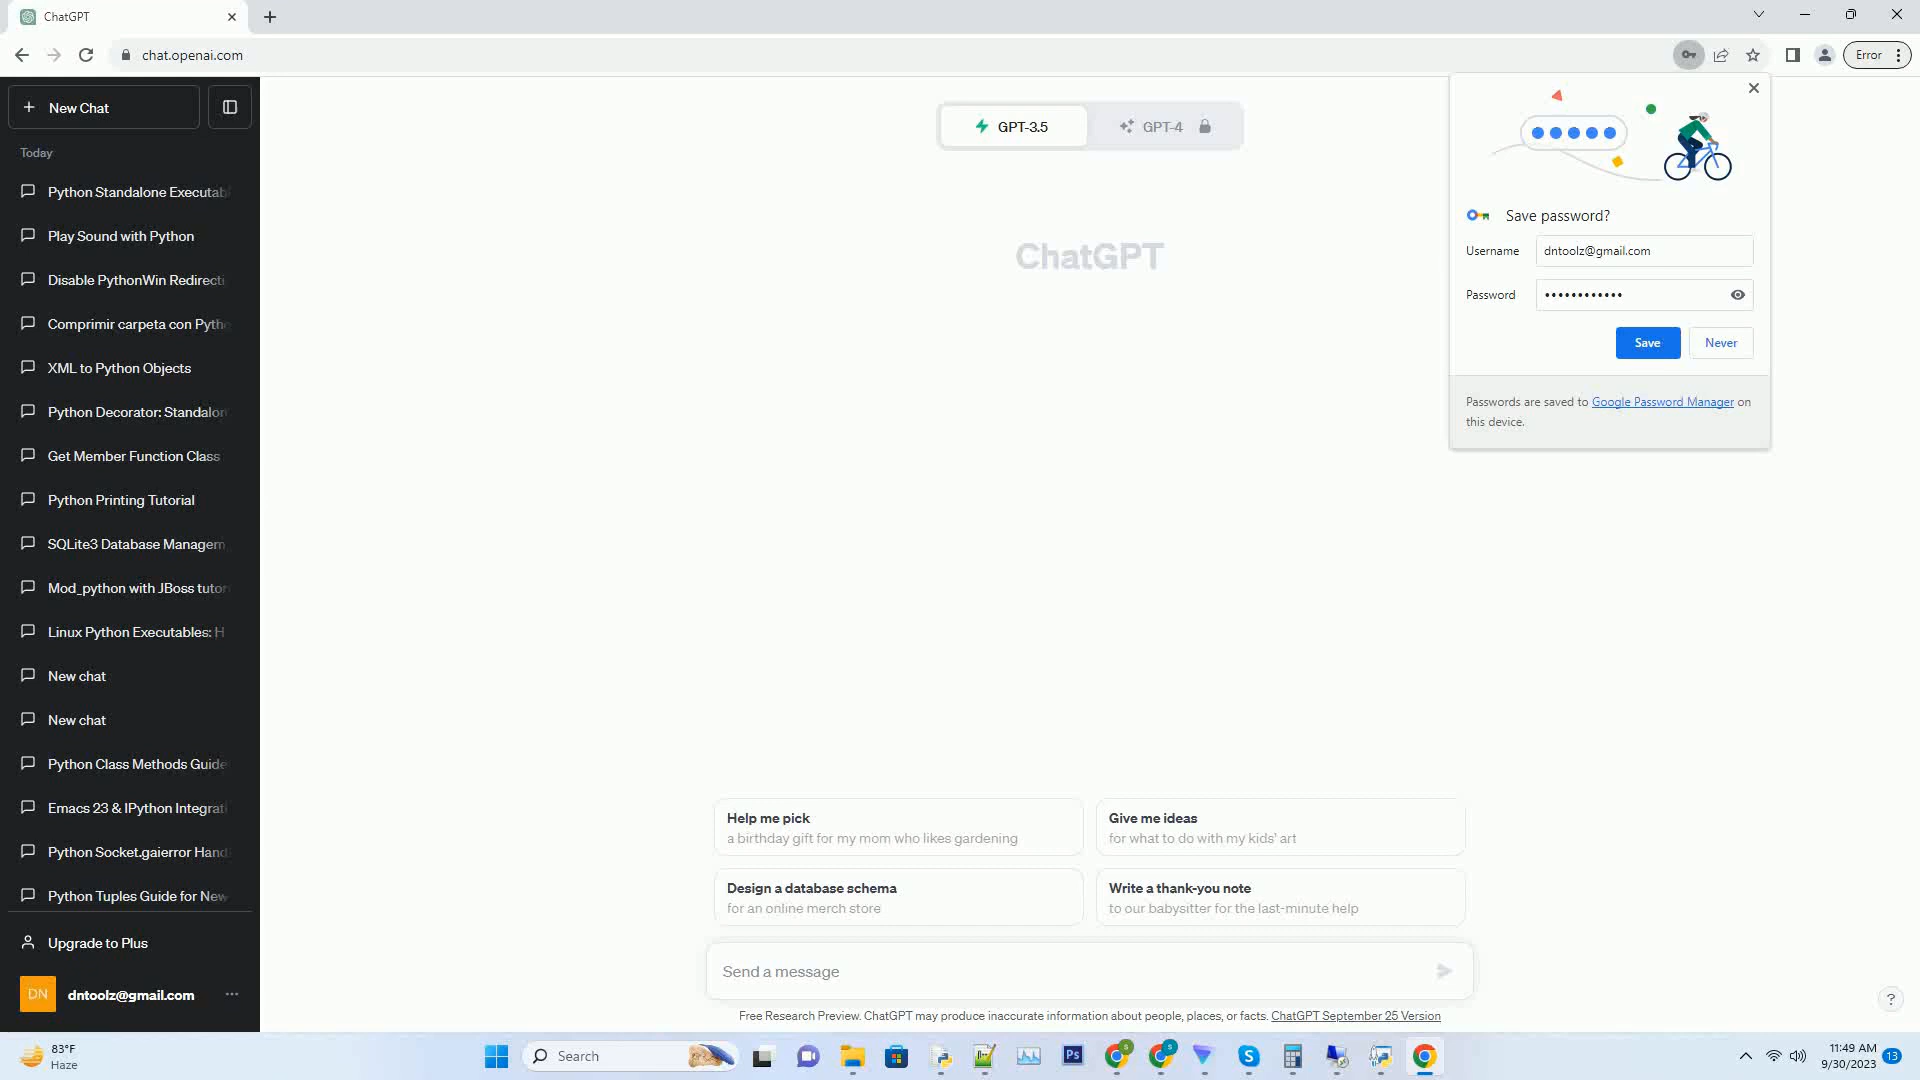 ChatGPT
chat.openai.com
Error
New Chat
Today
Python Standalone Executab
Play Sound with Python
Disable PythonWin Redirecti
Comprimir carpeta con Pytho
XML to Python Objects
Python Decorator: Standalon
Get Member Function Class
Python Printing Tutorial
SQLite3 Database Managem
Mod_python with JBoss tutor
Linux Python Executables: H
New chat
New chat
Python Class Methods Guide
Emacs 23 & IPython Integrati
Python Socket.gaierror Hand
Python Tuples Guide for New
Upgrade to Plus
DN
dntoolz@gmail.com
GPT-3.5
GPT-4
ChatGPT
Save password?
Username
dntoolz@gmail.com
Password
Save
Never
Passwords are saved to Google Password Manager on
this device.
Help me pick
a birthday gift for my mom who likes gardening
Give me ideas
for what to do with my kids' art
Design a database schema
for an online merch store
Write a thank-you note
to our babysitter for the last-minute help
Send a message
Free Research Preview. ChatGPT may produce inaccurate information about people, places, or facts. ChatGPT September 25 Version
?
83°F
Haze
Search
Ps
S
S
S
11:49 AM
9/30/2023
13